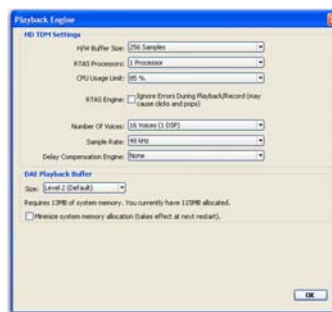 Playback Engine
HD TDM Settings
H/W Buffer Size: 256 Samples
RTAS Processors: 1 Processor
CPU Usage Limit: 85 %
RTAS Engine: Ignore Errors During Playback/Record (may cause clicks and pops)
Number Of Voices: 16 Voices (1 DSP)
Sample Rate: 48 kHz
Delay Compensation Engine: None
DAE Playback Buffer
Size: Level 2 (Default)
Requires 13MB of system memory. You currently have 115MB allocated.
Minimize system memory allocation (takes effect at next restart).
OK